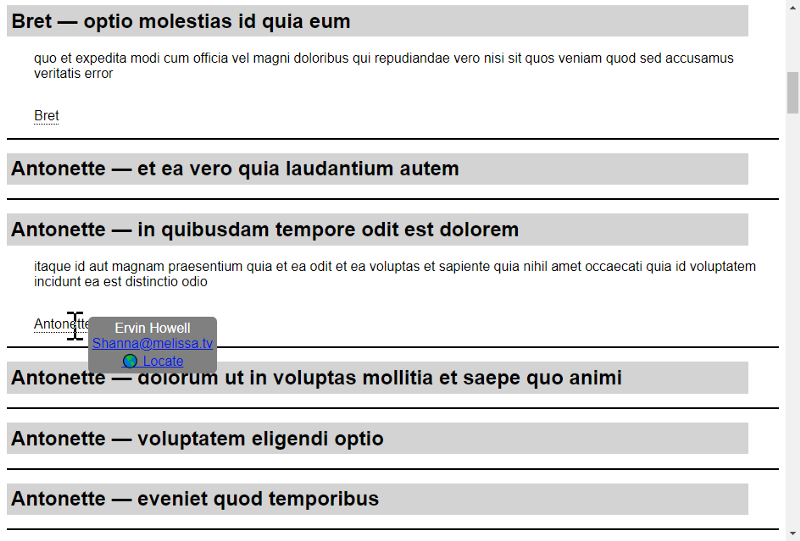 Bret — optio molestias id quia eum
quo et expedita modi cum officia vel magni doloribus qui repudiandae vero nisi sit quos veniam quod sed accusamus
veritatis error
Bret
Antonette — et ea vero quia laudantium autem
Antonette — in quibusdam tempore odit est dolorem
itaque id aut magnam praesentium quia et ea odit et ea voluptas et sapiente quia nihil amet occaecati quia id voluptatem
incidunt ea est distinctio odio
Antonette
Ervin Howell
Shanna@melissa.tv
Locate
Antonette — dolorum ut in voluptas mollitia et saepe quo animi
Antonette — voluptatem eligendi optio
Antonette — eveniet quod temporibus